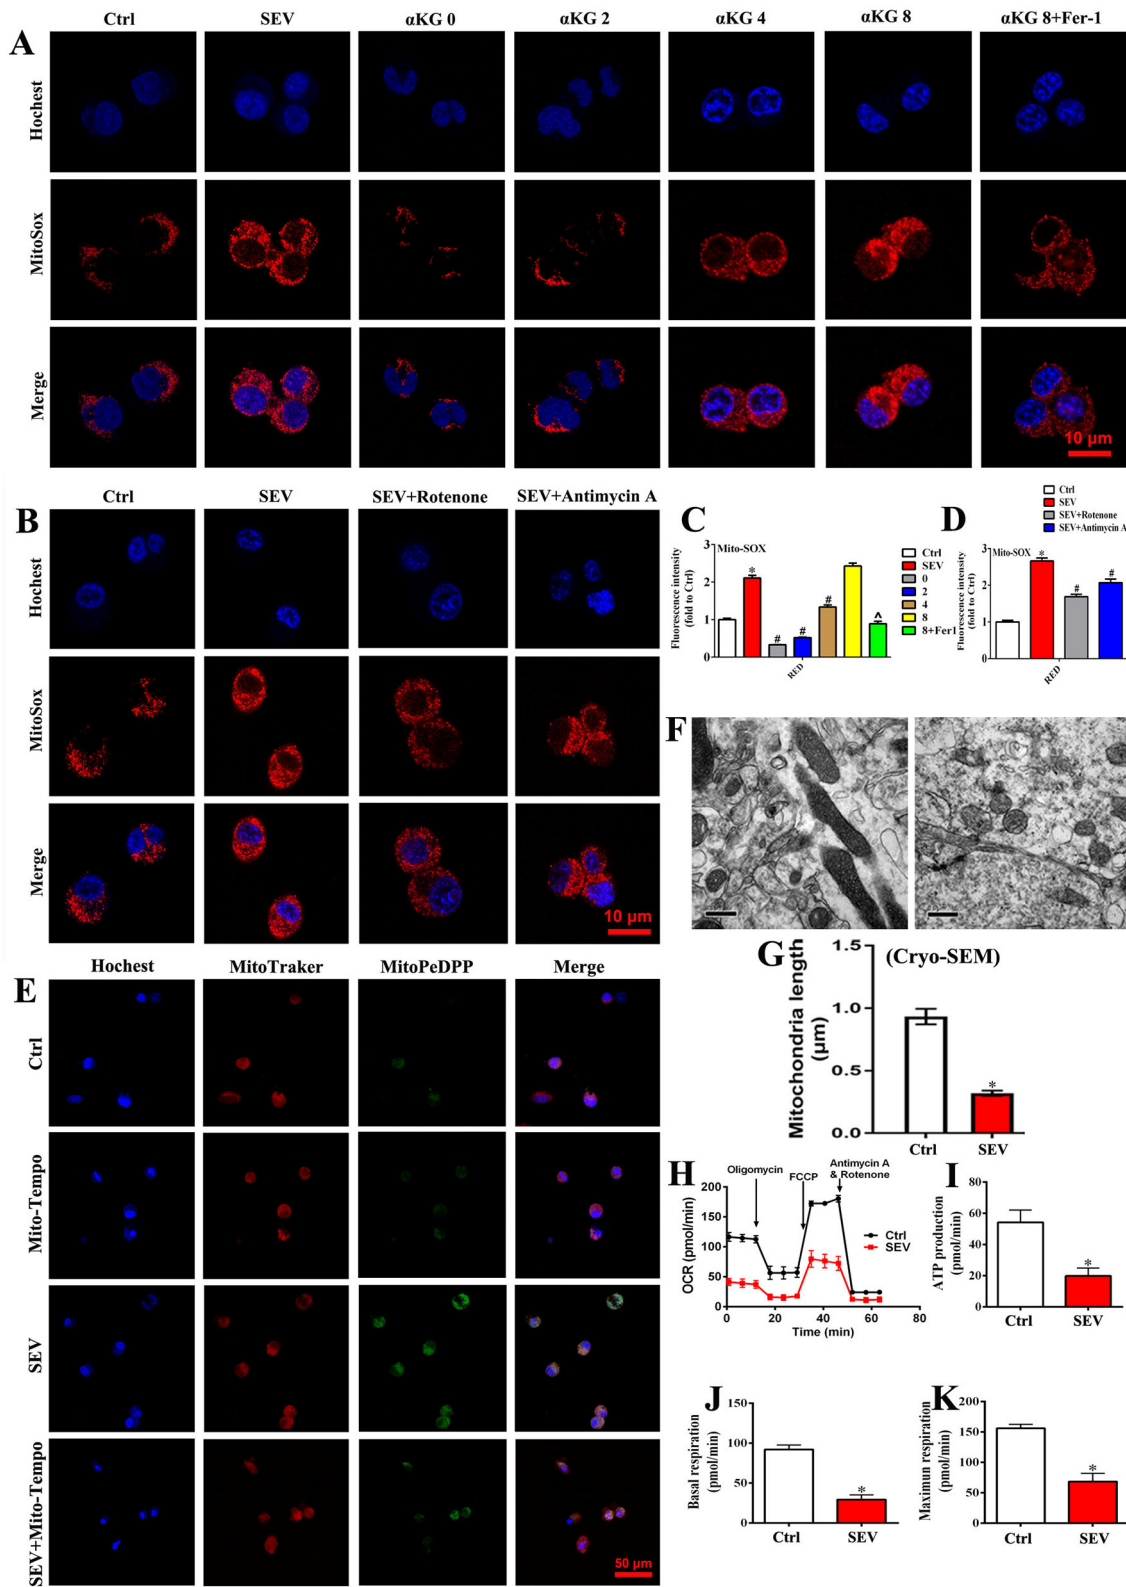 Ctrl SEV αKG 0 αKG 2 αKG 4 αKG 8 αKG 8+Fer-1
A
Hochest
MitoSox
Merge
10 μm
B
Ctrl SEV SEV+Rotenone SEV+Antimycin A
Hochest
MitoSox
Merge
10 μm
C
Mito-SOX
Fluorescence intensity
(fold to Ctrl)
3
2
1
0
*
#
#
#
^
RED
Ctrl
SEV
0
2
4
8
8+Fer1
D
Ctrl
SEV
SEV+Rotenone
SEV+Antimycin A
Mito-SOX
Fluorescence intensity
(fold to Ctrl)
3
2
1
0
*
#
#
RED
E
Hochest MitoTraker MitoPeDPP Merge
Ctrl
Mito-Tempo
SEV
SEV+Mito-Tempo
50 μm
F
G
(Cryo-SEM)
Mitochondria length
(μm)
1.5
1.0
0.5
0.0
*
Ctrl SEV
H
Oligomycin
FCCP
Antimycin A
& Rotenone
OCR (pmol/min)
200
150
100
50
0
Ctrl
SEV
0 20 40 60 80
Time (min)
I
ATP production
(pmol/min)
80
60
40
20
0
*
Ctrl SEV
J
Basal respiration
(pmol/min)
150
100
50
0
*
Ctrl SEV
K
Maximun respiration
(pmol/min)
200
150
100
50
0
*
Ctrl SEV